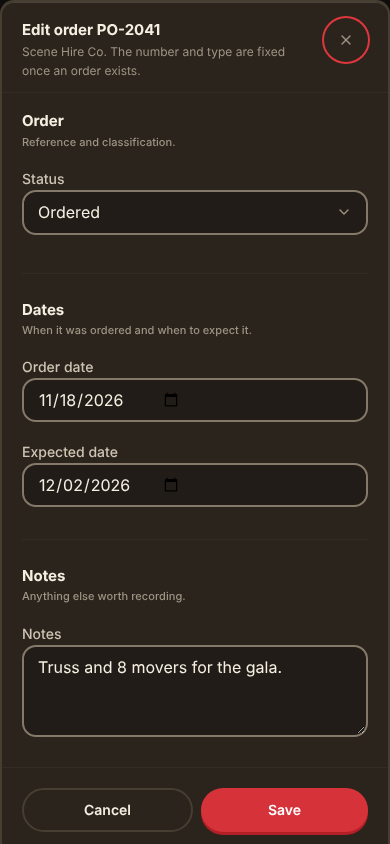 Edit order PO-2041
Scene Hire Co. The number and type are fixed
once an order exists.
Order
Reference and classification.
Status
Ordered
Dates
When it was ordered and when to expect it.
Order date
11/18/2026
Expected date
12/02/2026
Notes
Anything else worth recording.
Notes
Truss and 8 movers for the gala.
Cancel
Save